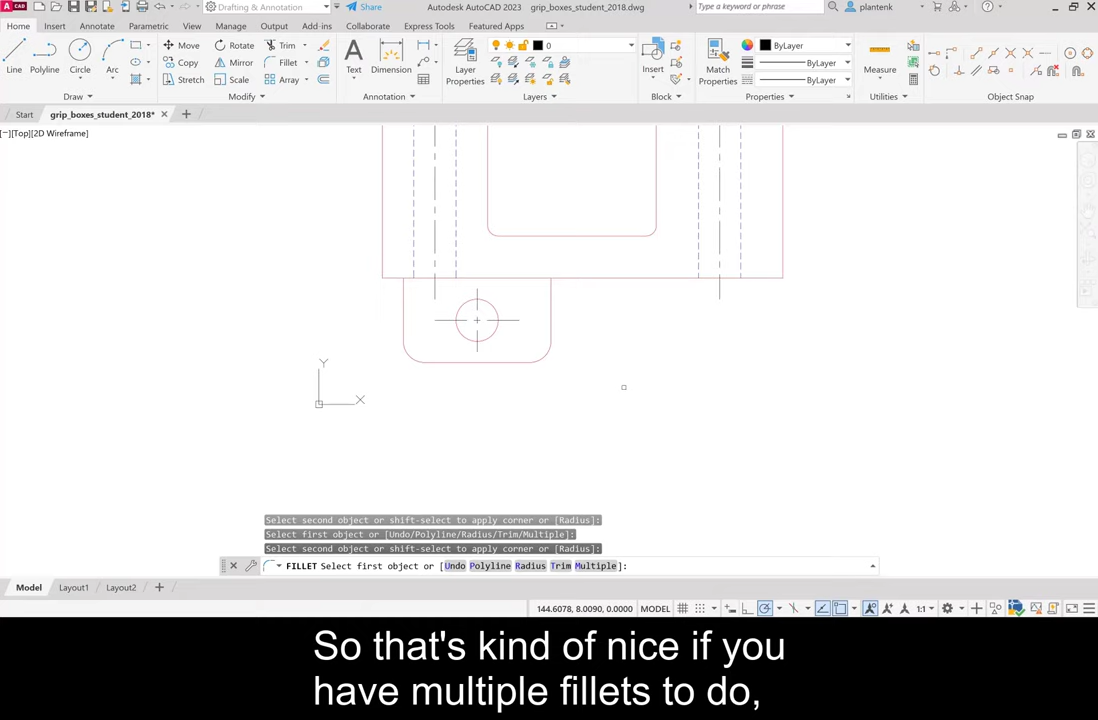 CAD
Drafting & Annotation
Share
Autodesk AutoCAD 2023 grip_boxes_student_2018.dwg
Type a keyword or phrase
plantenk
Home Insert Annotate Parametric View Manage Output Add-ins Collaborate Express Tools Featured Apps
Line Polyline Circle Arc
Move Rotate Trim
Copy Mirror Fillet
Stretch Scale Array
Text Dimension
Layer Properties
0
Insert
Match Properties
ByLayer
ByLayer
ByLayer
Measure
Draw Modify Annotation Layers Block Properties Utilities Object Snap
Start grip_boxes_student_2018*
[−][Top][2D Wireframe]
Y
X
Select second object or shift-select to apply corner or [Radius]:
Select first object or [Undo/Polyline/Radius/Trim/Multiple]:
Select second object or shift-select to apply corner or [Radius]:
FILLET Select first object or [Undo Polyline Radius Trim Multiple]:
Model Layout1 Layout2
144.6078, 8.0090, 0.0000 MODEL 1:1
So that's kind of nice if you
have multiple fillets to do,